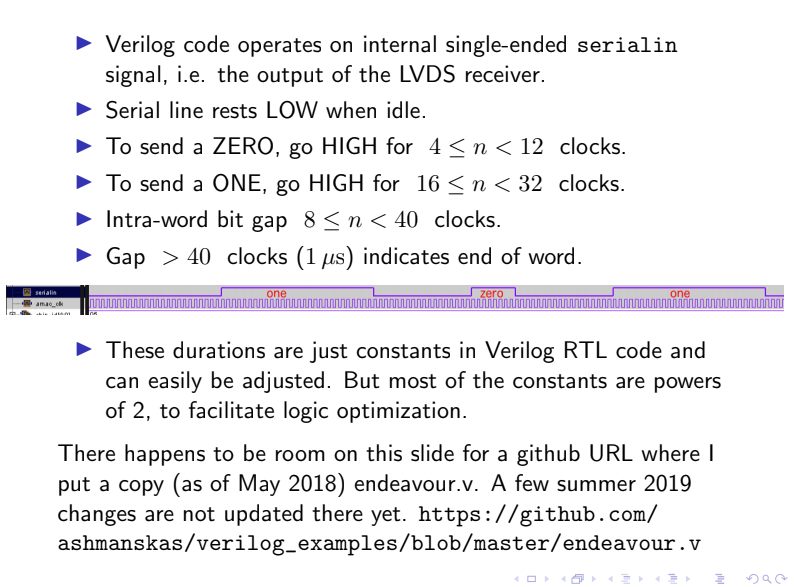 Verilog code operates on internal single-ended serialin
signal, i.e. the output of the LVDS receiver.
Serial line rests LOW when idle.
To send a ZERO, go HIGH for 4 ≤ n < 12 clocks.
To send a ONE, go HIGH for 16 ≤ n < 32 clocks.
Intra-word bit gap 8 ≤ n < 40 clocks.
Gap > 40 clocks (1 μs) indicates end of word.
serialin
one zero one
amac_clk
These durations are just constants in Verilog RTL code and
can easily be adjusted. But most of the constants are powers
of 2, to facilitate logic optimization.
There happens to be room on this slide for a github URL where I
put a copy (as of May 2018) endeavour.v. A few summer 2019
changes are not updated there yet. https://github.com/
ashmanskas/verilog_examples/blob/master/endeavour.v